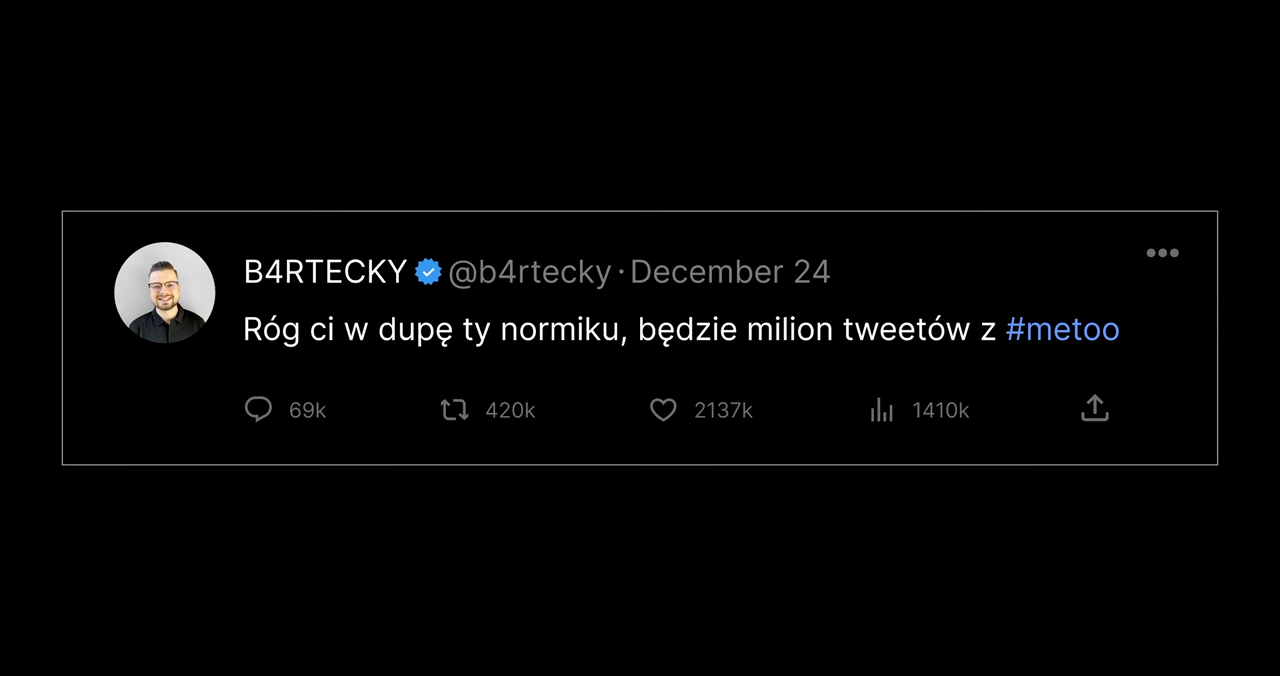 B4RTECKY @b4rtecky · December 24
Róg ci w dupę ty normiku, będzie milion tweetów z #metoo
69k 420k 2137k 1410k